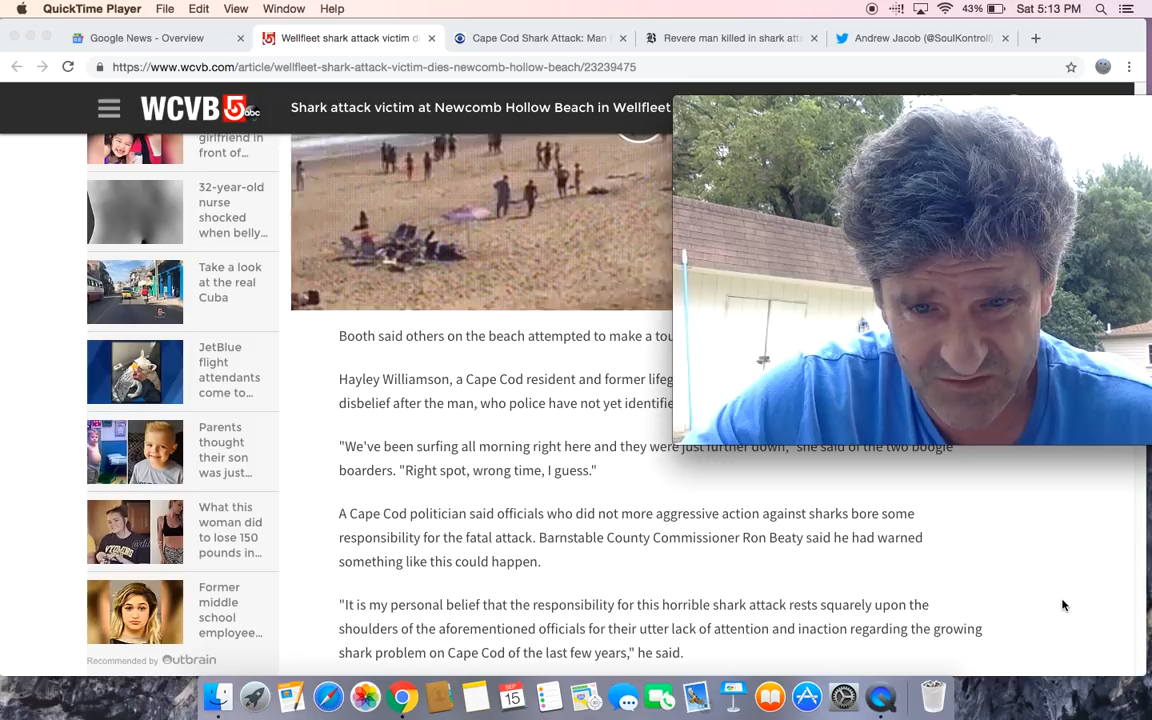 QuickTime Player File Edit View Window Help 43% Sat 5:13 PM
Google News - Overview
Wellfleet shark attack victim d
Cape Cod Shark Attack: Man
Revere man killed in shark att
Andrew Jacob (@SoulKontroll
https://www.wcvb.com/article/wellfleet-shark-attack-victim-dies-newcomb-hollow-beach/23239475
WCVB 5 abc
Shark attack victim at Newcomb Hollow Beach in Wellfleet
girlfriend in
front of...
32-year-old
nurse
shocked
when belly...
Take a look
at the real
Cuba
JetBlue
flight
attendants
come to...
Parents
thought
their son
was just...
What this
woman did
to lose 150
pounds in...
Former
middle
school
employee...
Recommended by Outbrain
Booth said others on the beach attempted to make a tou
Hayley Williamson, a Cape Cod resident and former lifeg
disbelief after the man, who police have not yet identifie
"We've been surfing all morning right here and they were just further down," she said of the two boogie
boarders. "Right spot, wrong time, I guess."
A Cape Cod politician said officials who did not more aggressive action against sharks bore some
responsibility for the fatal attack. Barnstable County Commissioner Ron Beaty said he had warned
something like this could happen.
"It is my personal belief that the responsibility for this horrible shark attack rests squarely upon the
shoulders of the aforementioned officials for their utter lack of attention and inaction regarding the growing
shark problem on Cape Cod of the last few years," he said.
SEP
15